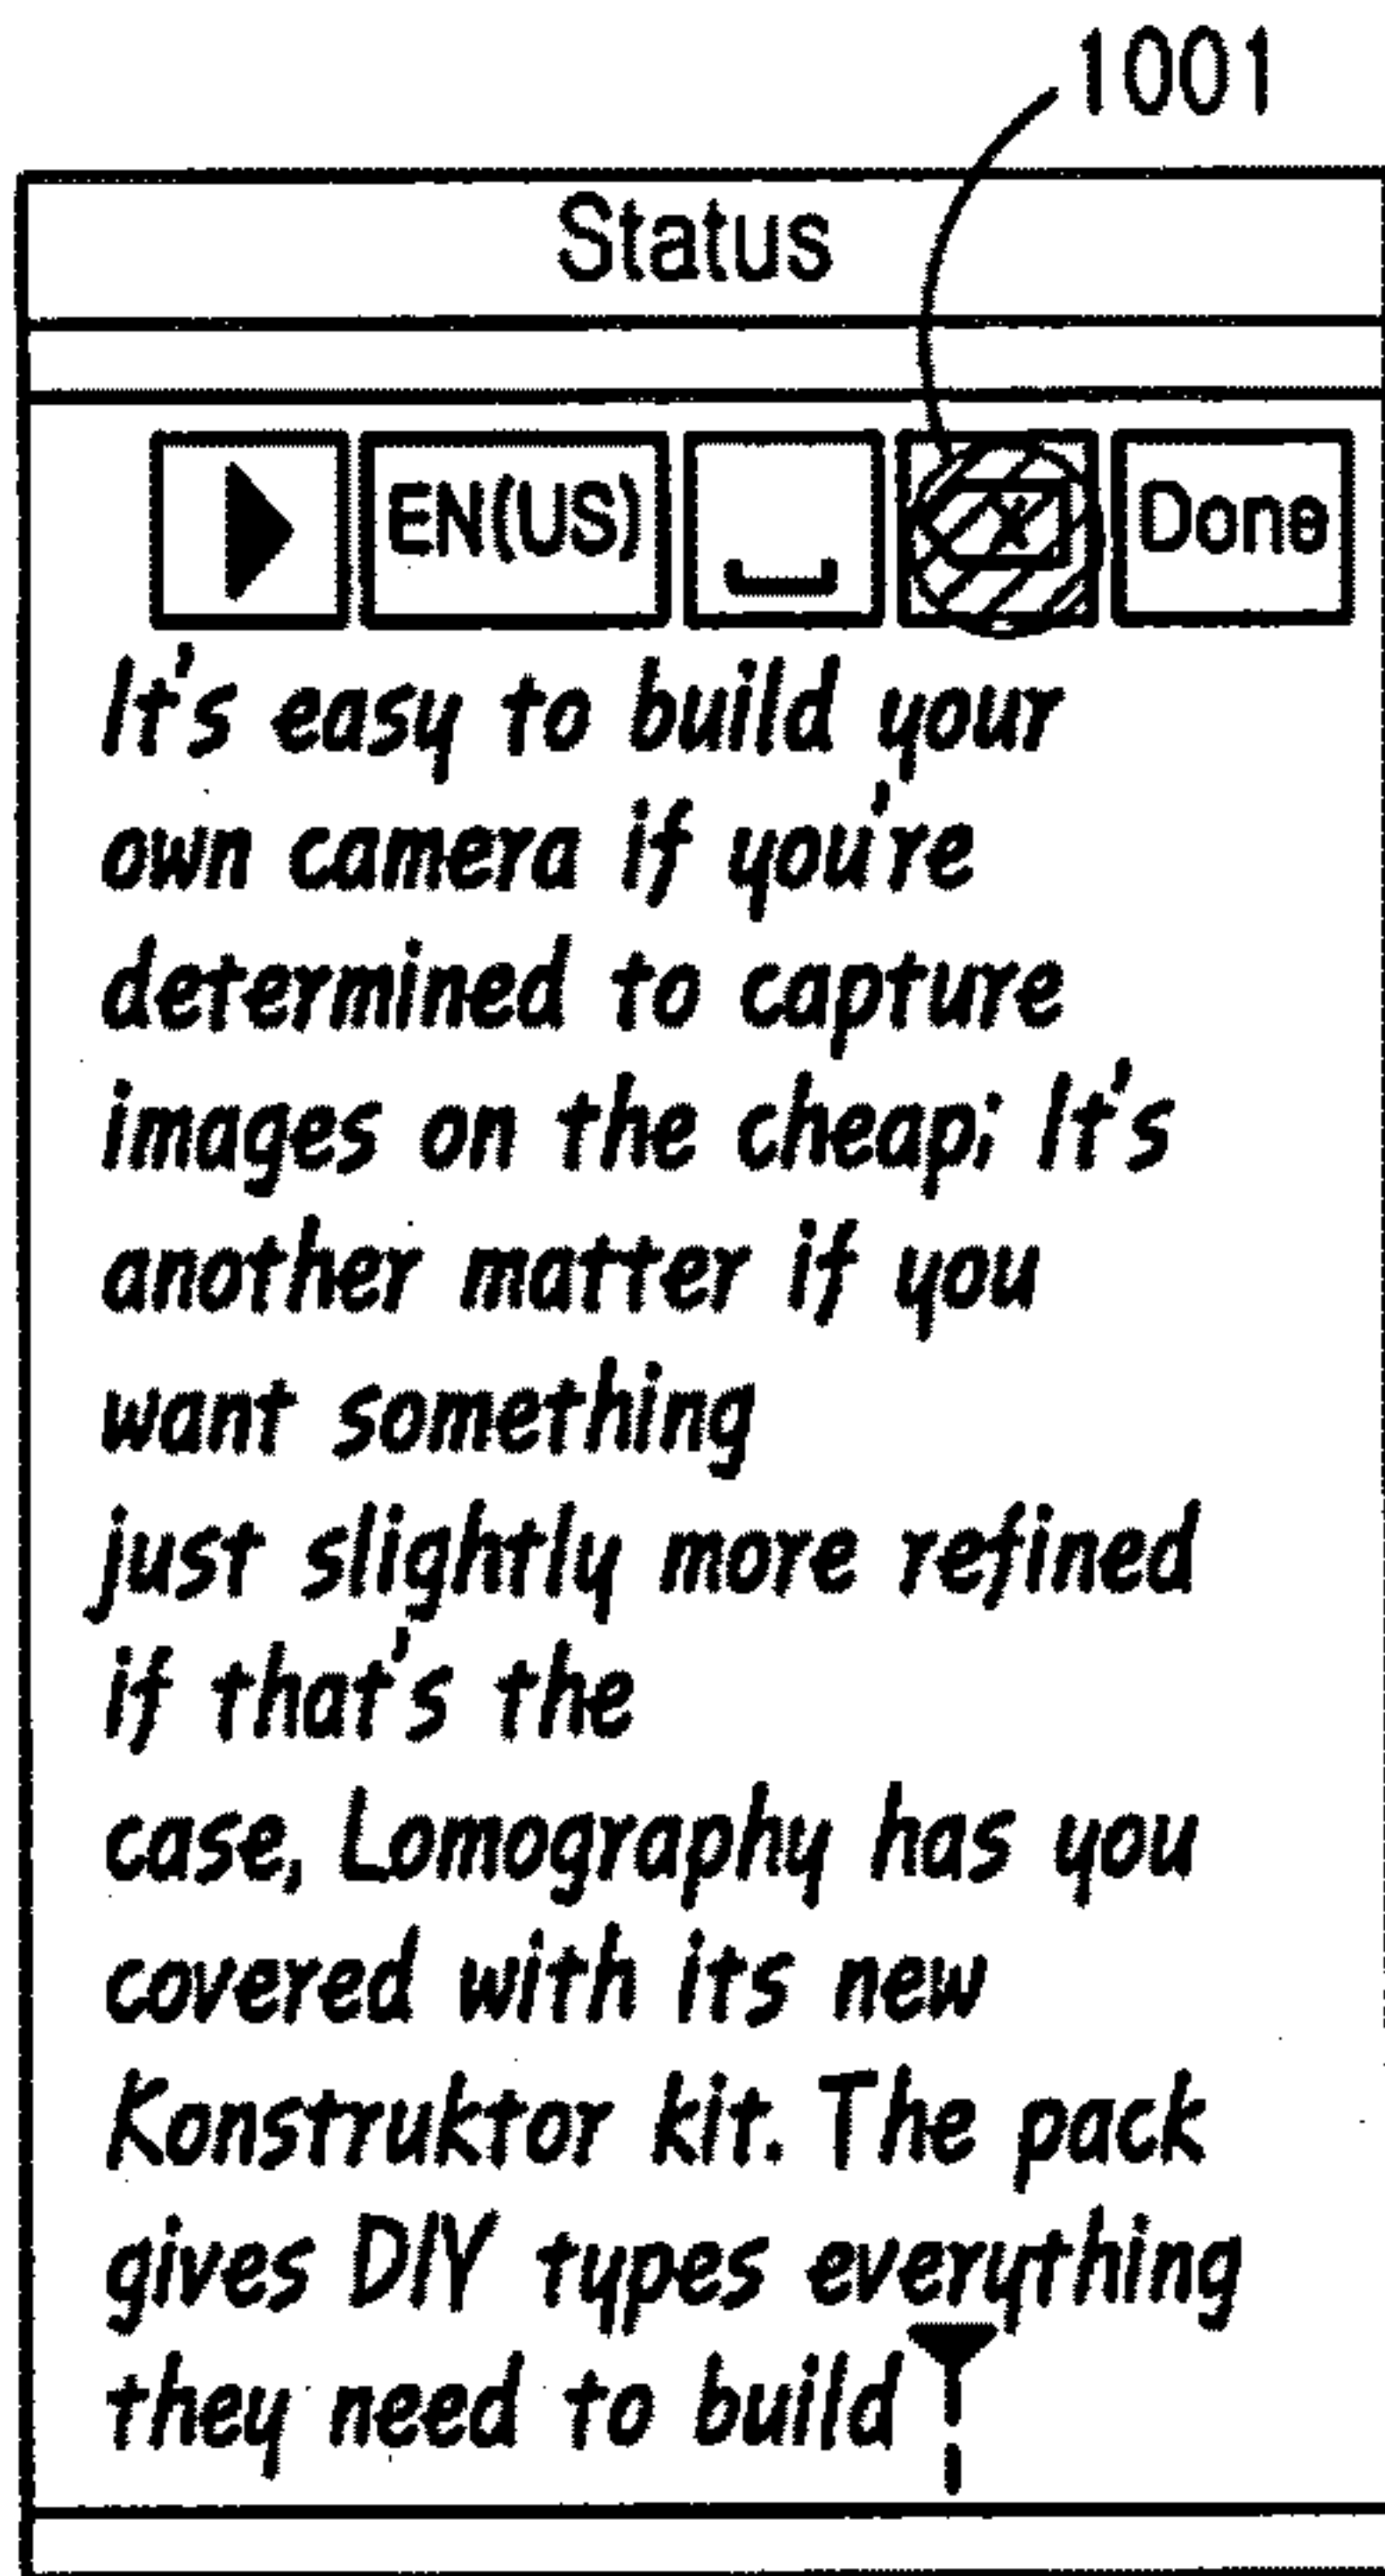 1001
Status
EN(US) X Done
It's easy to build your
own camera if you're
determined to capture
images on the cheap; It's
another matter if you
want something
just slightly more refined
if that's the
case, Lomography has you
covered with its new
Konstruktor kit. The pack
gives DIY types everything
they need to build